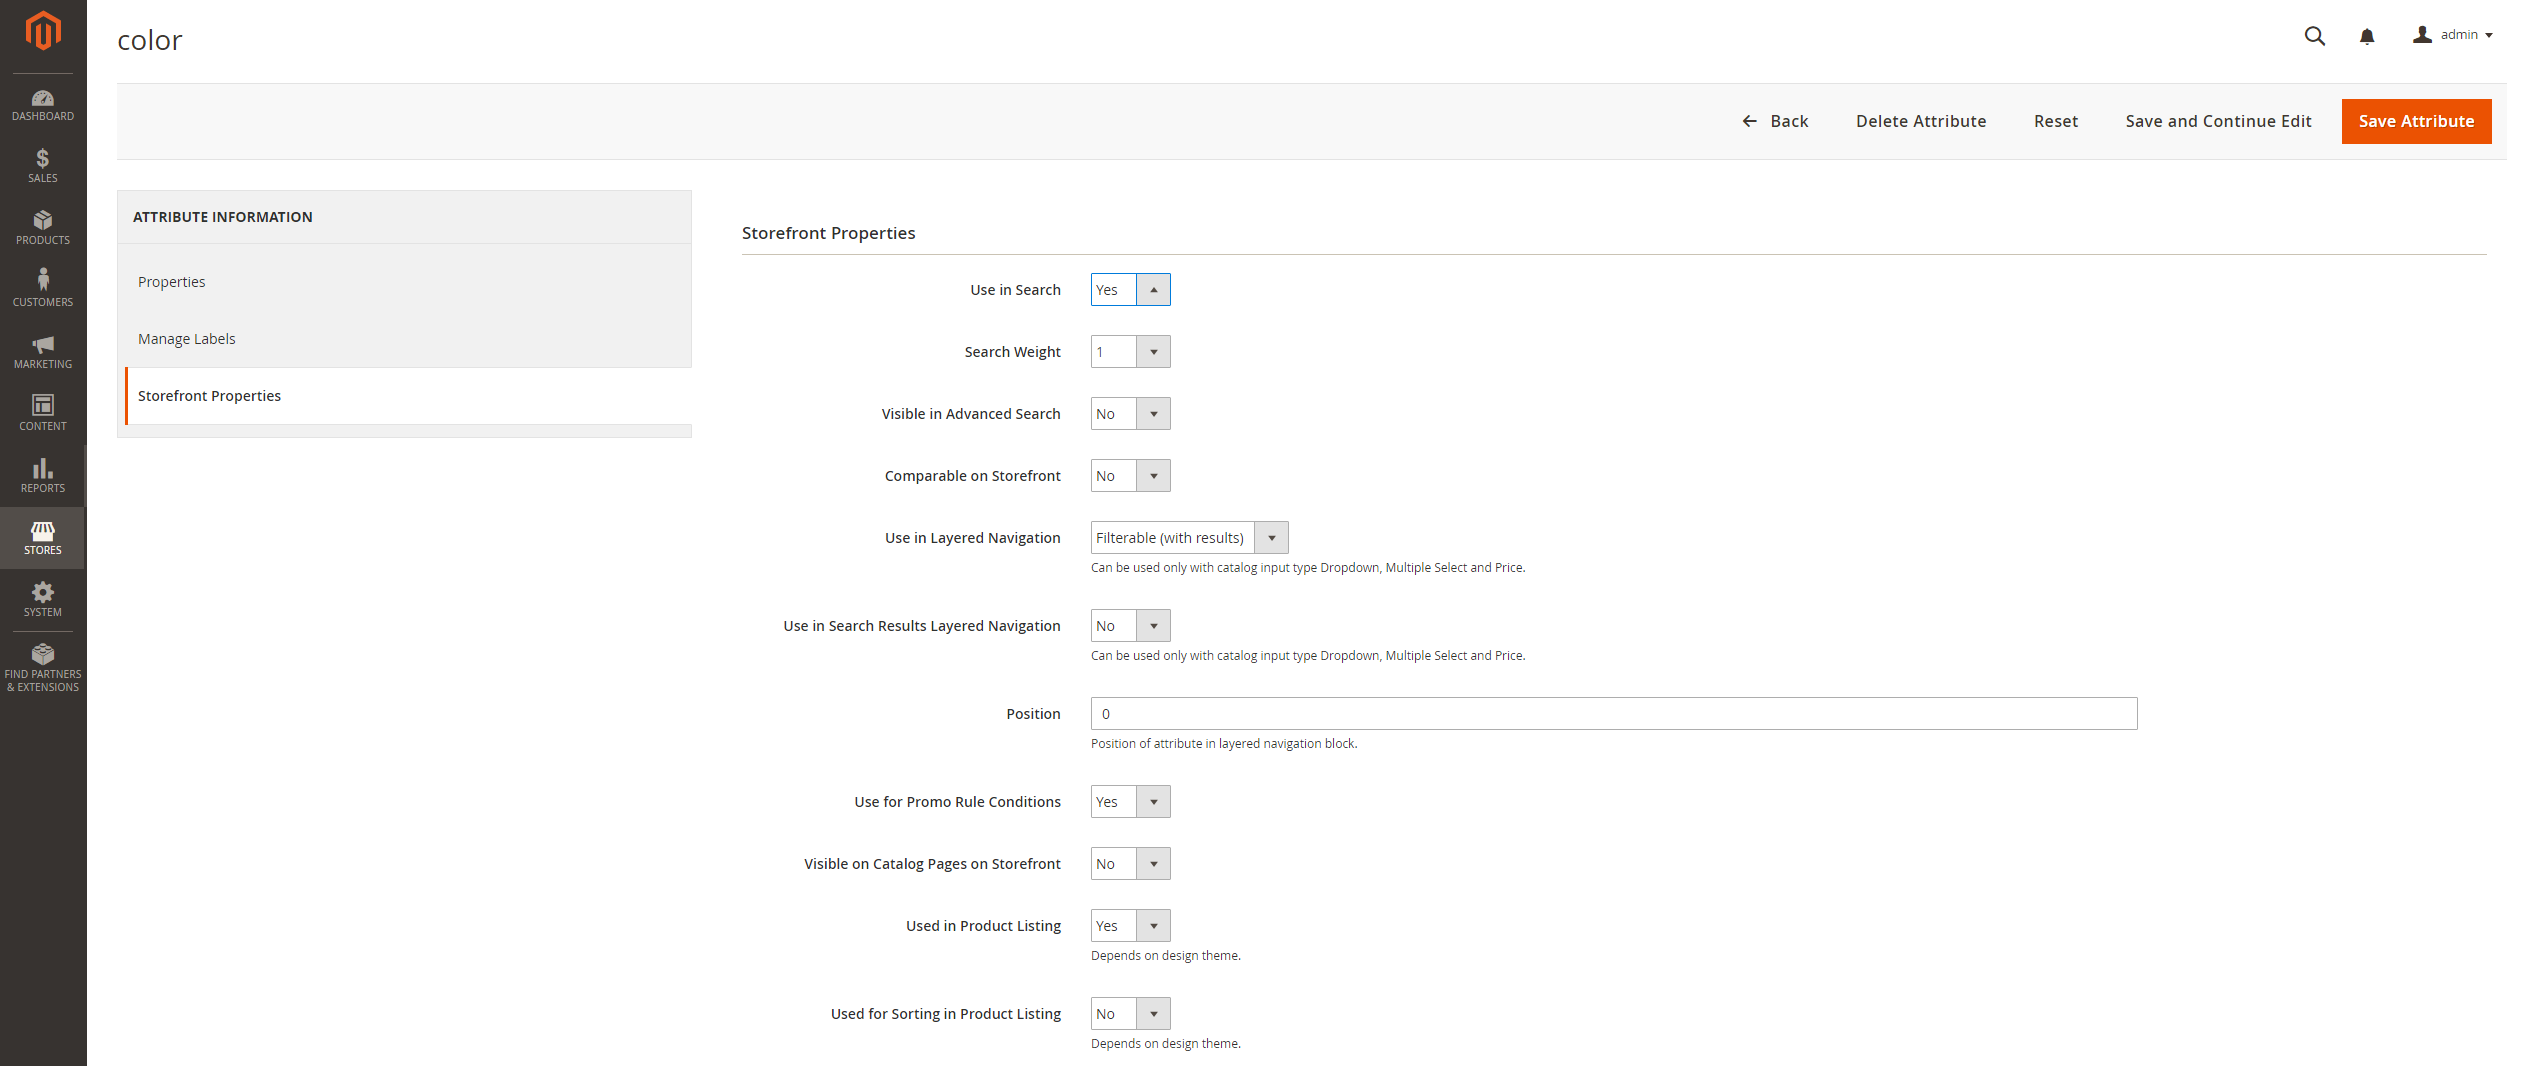 color
admin
Back
Delete Attribute
Reset
Save and Continue Edit
Save Attribute
DASHBOARD
SALES
PRODUCTS
CUSTOMERS
MARKETING
CONTENT
REPORTS
STORES
SYSTEM
FIND PARTNERS
& EXTENSIONS
ATTRIBUTE INFORMATION
Properties
Manage Labels
Storefront Properties
Storefront Properties
Use in Search Yes
Search Weight 1
Visible in Advanced Search No
Comparable on Storefront No
Use in Layered Navigation Filterable (with results)
Can be used only with catalog input type Dropdown, Multiple Select and Price.
Use in Search Results Layered Navigation No
Can be used only with catalog input type Dropdown, Multiple Select and Price.
Position 0
Position of attribute in layered navigation block.
Use for Promo Rule Conditions Yes
Visible on Catalog Pages on Storefront No
Used in Product Listing Yes
Depends on design theme.
Used for Sorting in Product Listing No
Depends on design theme.